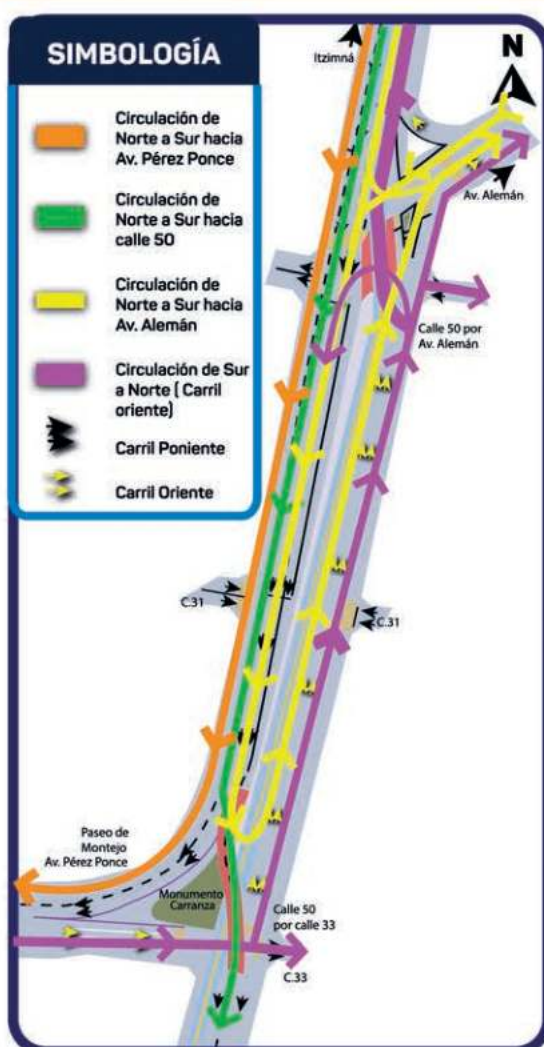 SIMBOLOGÍA
Circulación de
Norte a Sur hacia
Av. Pérez Ponce
Circulación de
Norte a Sur hacia
calle 50
Circulación de
Norte a Sur hacia
Av. Alemán
Circulación de Sur
a Norte ( Carril
oriente)
Carril Poniente
Carril Oriente
Itzimná
N
Av. Alemán
Calle 50 por
Av. Alemán
C.31
C.31
Paseo de
Montejo
Av. Pérez Ponce
Monumento
Carranza
Calle 50
por calle 33
C.33